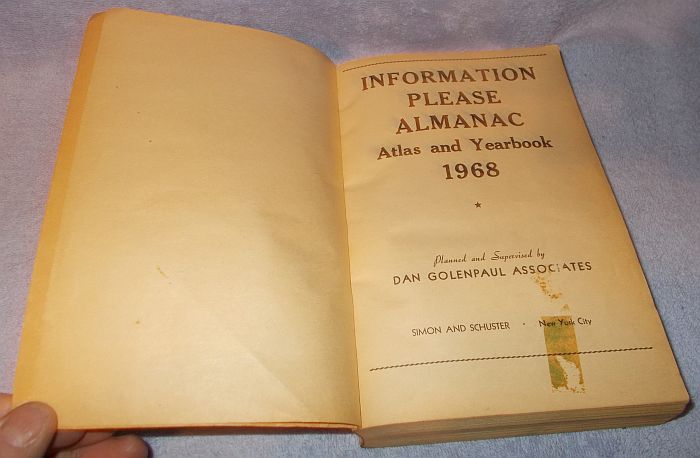 INFORMATION
PLEASE
ALMANAC
Atlas and Yearbook
1968
Planned and Supervised by
DAN GOLENPAUL ASSOCIATES
SIMON AND SCHUSTER · New York City